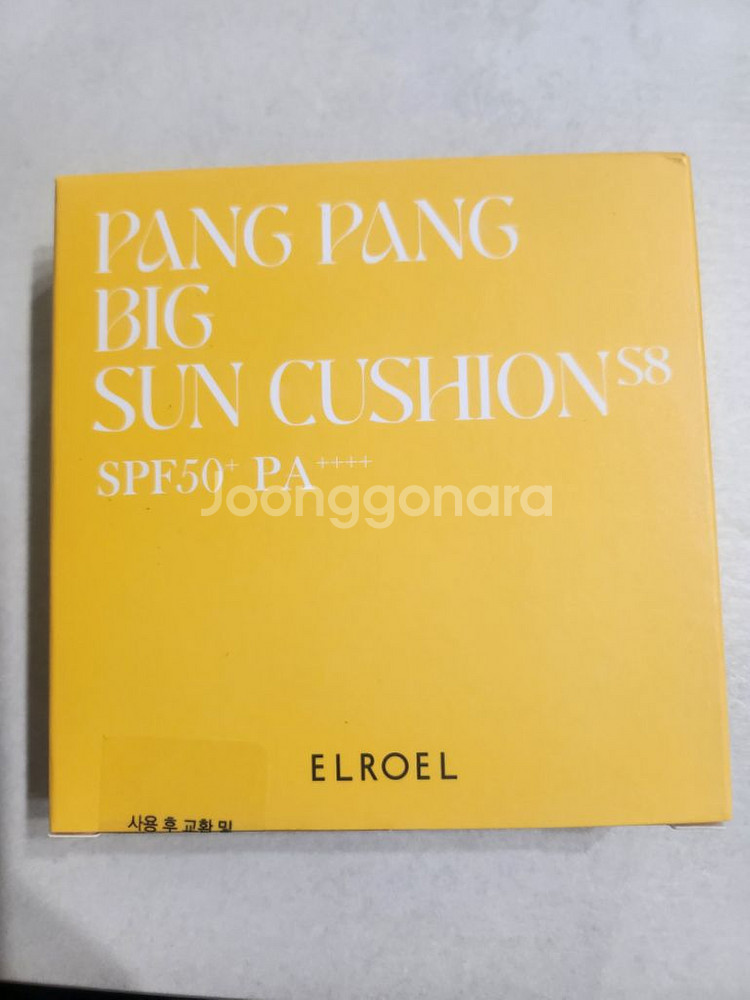 PANG PANG
BIG
SUN CUSHION S8
SPF50+ PA++++
Joonggonara
ELROEL
사용 후 교환 및